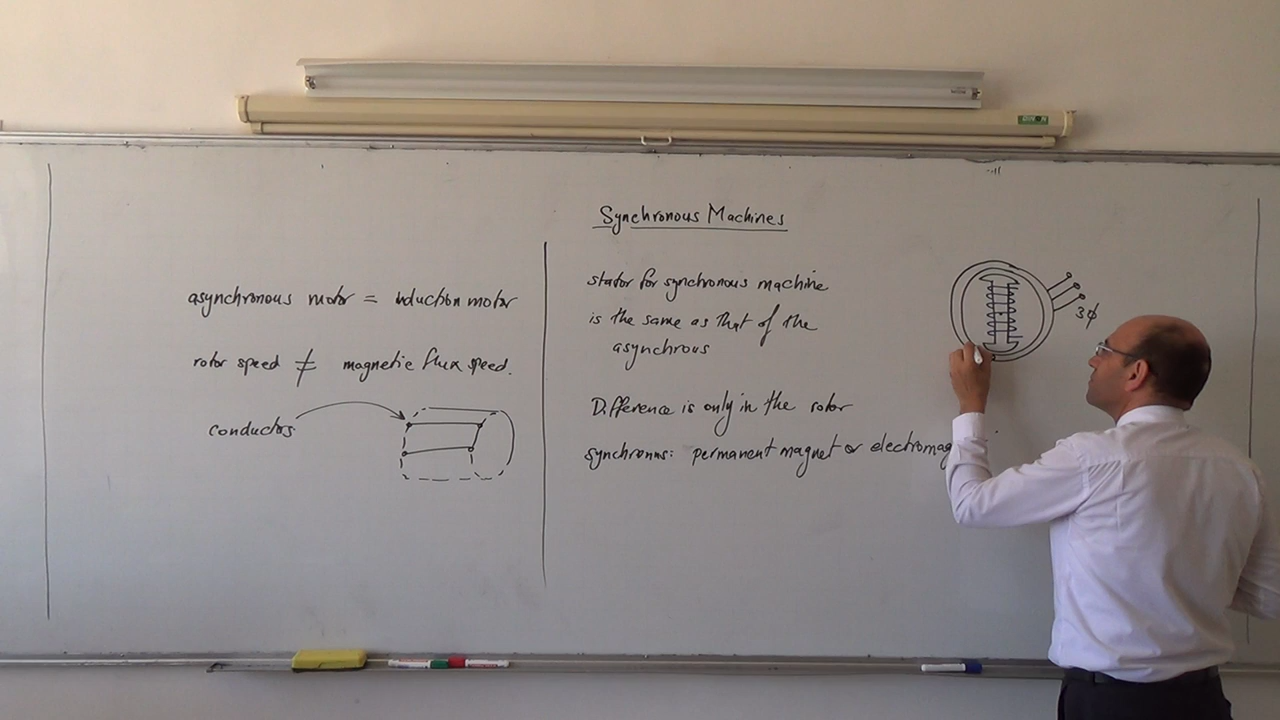 asynchronous motor = induction motor
rotor speed ≠ magnetic flux speed.
conductors
Synchronous Machines
stator for synchronous machine
is the same as that of the
asynchrous
Difference is only in the rotor
synchronus: permanent magnet or electromag
3ϕ